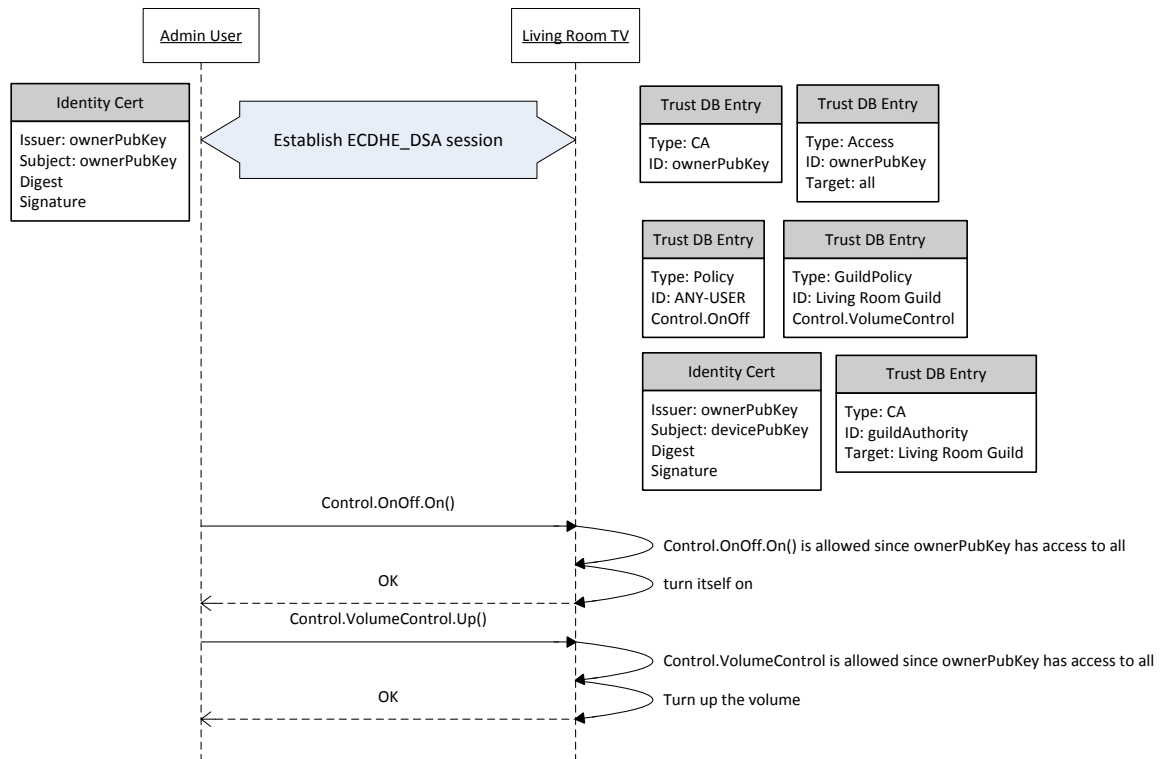 Admin User
Living Room TV
Identity Cert
Issuer: ownerPubKey
Subject: ownerPubKey
Digest
Signature
Establish ECDHE_DSA session
Trust DB Entry
Type: CA
ID: ownerPubKey
Trust DB Entry
Type: Access
ID: ownerPubKey
Target: all
Trust DB Entry
Type: Policy
ID: ANY-USER
Control.OnOff
Trust DB Entry
Type: GuildPolicy
ID: Living Room Guild
Control.VolumeControl
Identity Cert
Issuer: ownerPubKey
Subject: devicePubKey
Digest
Signature
Trust DB Entry
Type: CA
ID: guildAuthority
Target: Living Room Guild
Control.OnOff.On()
Control.OnOff.On() is allowed since ownerPubKey has access to all
OK
turn itself on
Control.VolumeControl.Up()
Control.VolumeControl is allowed since ownerPubKey has access to all
OK
Turn up the volume